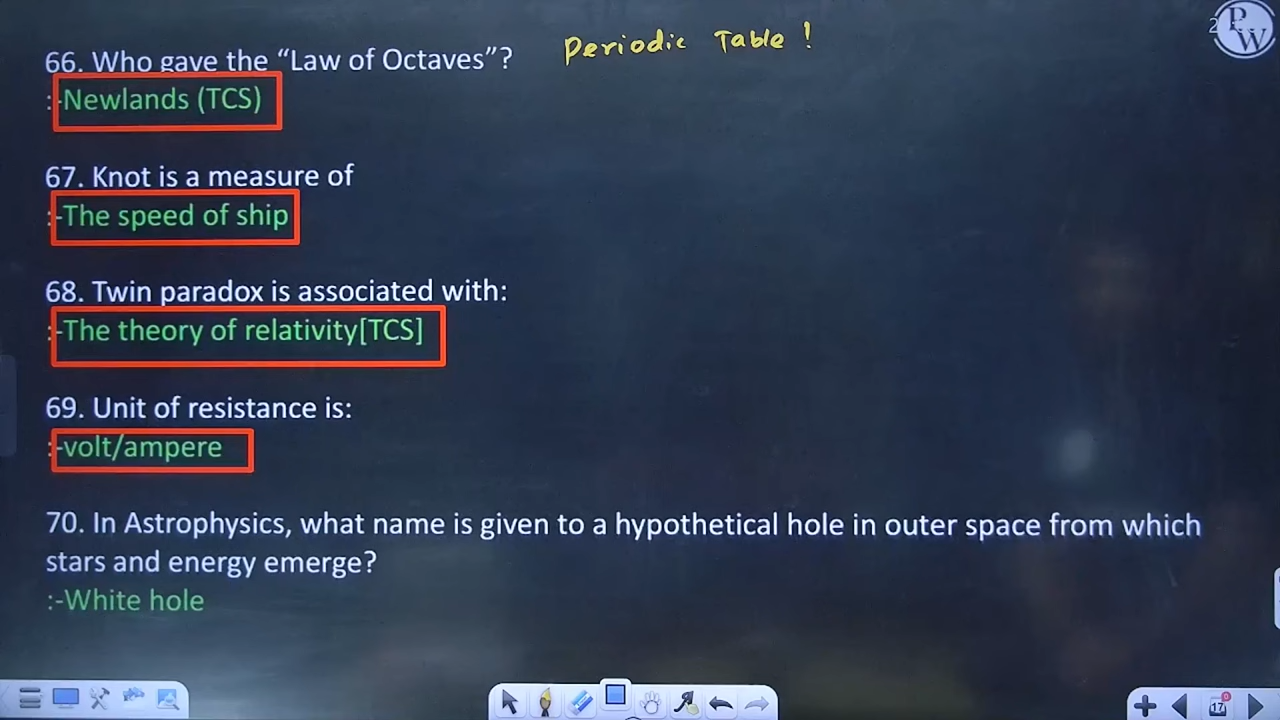 66. Who gave the “Law of Octaves”? Periodic Table !
:-Newlands (TCS)
67. Knot is a measure of
:-The speed of ship
68. Twin paradox is associated with:
:-The theory of relativity[TCS]
69. Unit of resistance is:
:-volt/ampere
70. In Astrophysics, what name is given to a hypothetical hole in outer space from which
stars and energy emerge?
:-White hole
PW
17
0